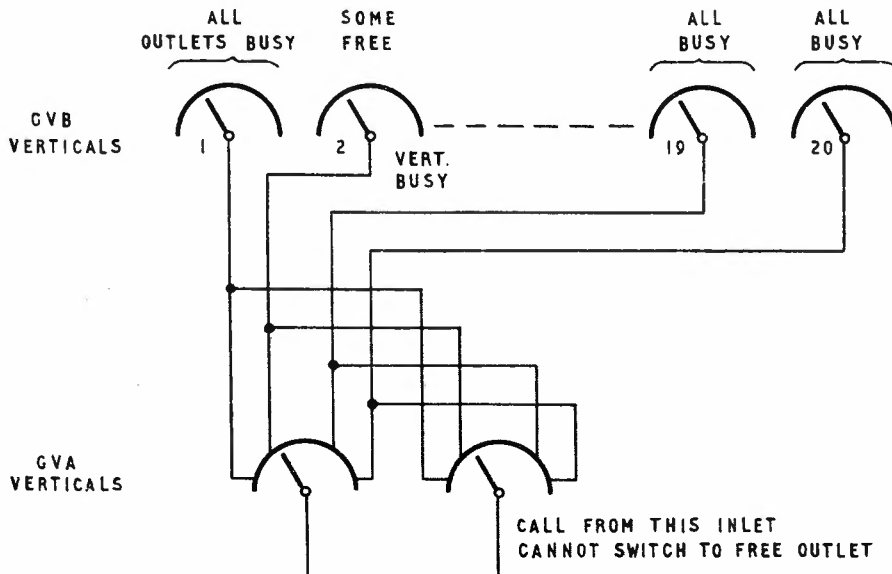 ALL
OUTLETS BUSY
SOME
FREE
ALL
BUSY
ALL
BUSY
GVB
VERTICALS
1
2
19
20
VERT.
BUSY
GVA
VERTICALS
CALL FROM THIS INLET
CANNOT SWITCH TO FREE OUTLET